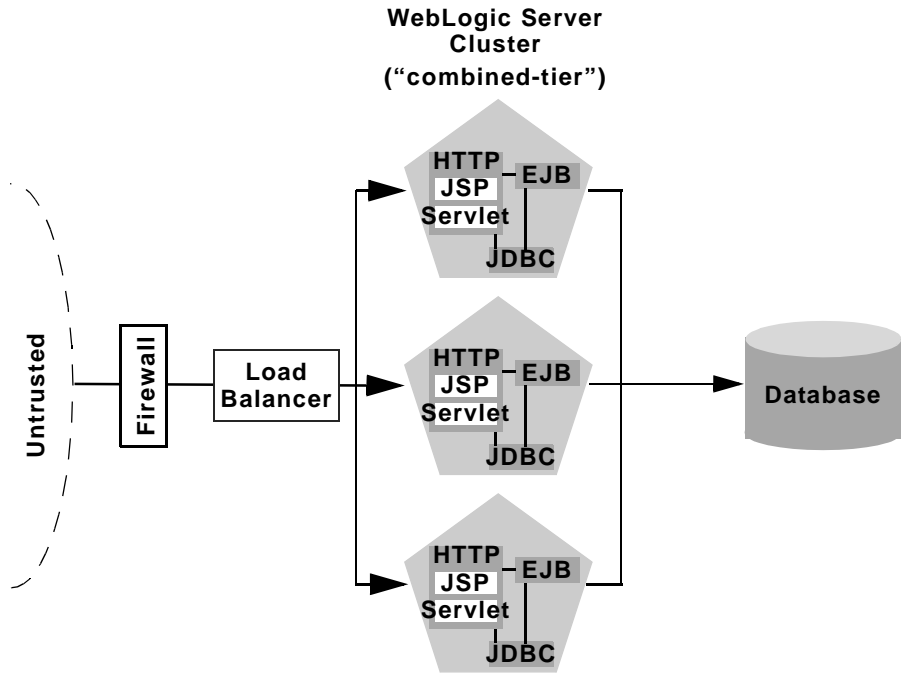 WebLogic Server
Cluster
(“combined-tier”)
HTTP
JSP
Servlet
EJB
JDBC
Untrusted
Firewall
Load
Balancer
HTTP
JSP
Servlet
EJB
JDBC
Database
HTTP
JSP
Servlet
EJB
JDBC